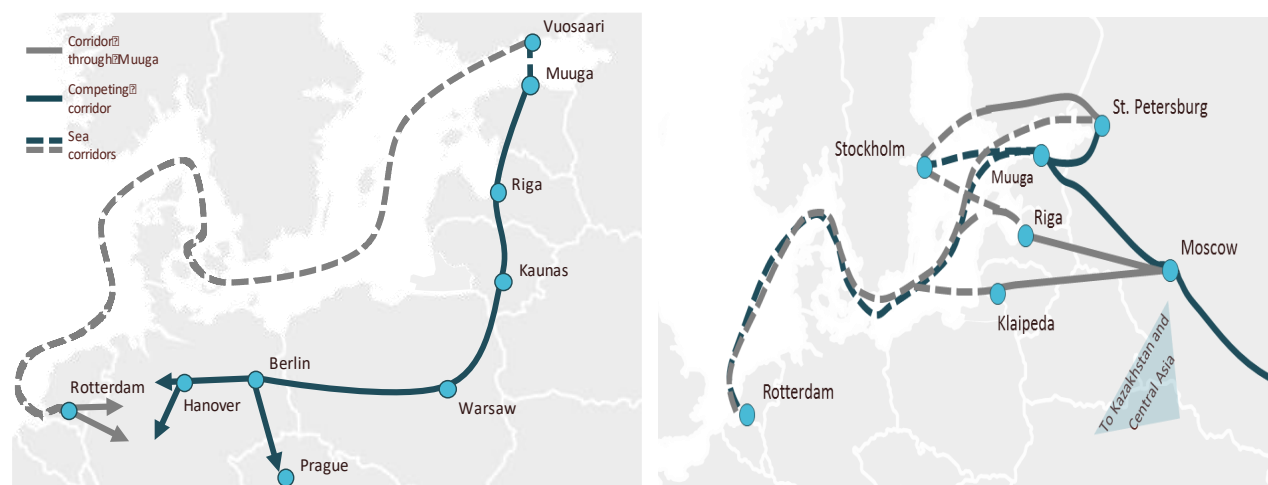 Corridor�
through�Muuga
Competing�
corridor
Sea
corridors
Vuosaari
Muuga
Riga
Kaunas
Berlin
Rotterdam
Hanover
Warsaw
Prague
St. Petersburg
Stockholm
Muuga
Riga
Moscow
Klaipeda
Rotterdam
To Kazakhstan and
Central Asia